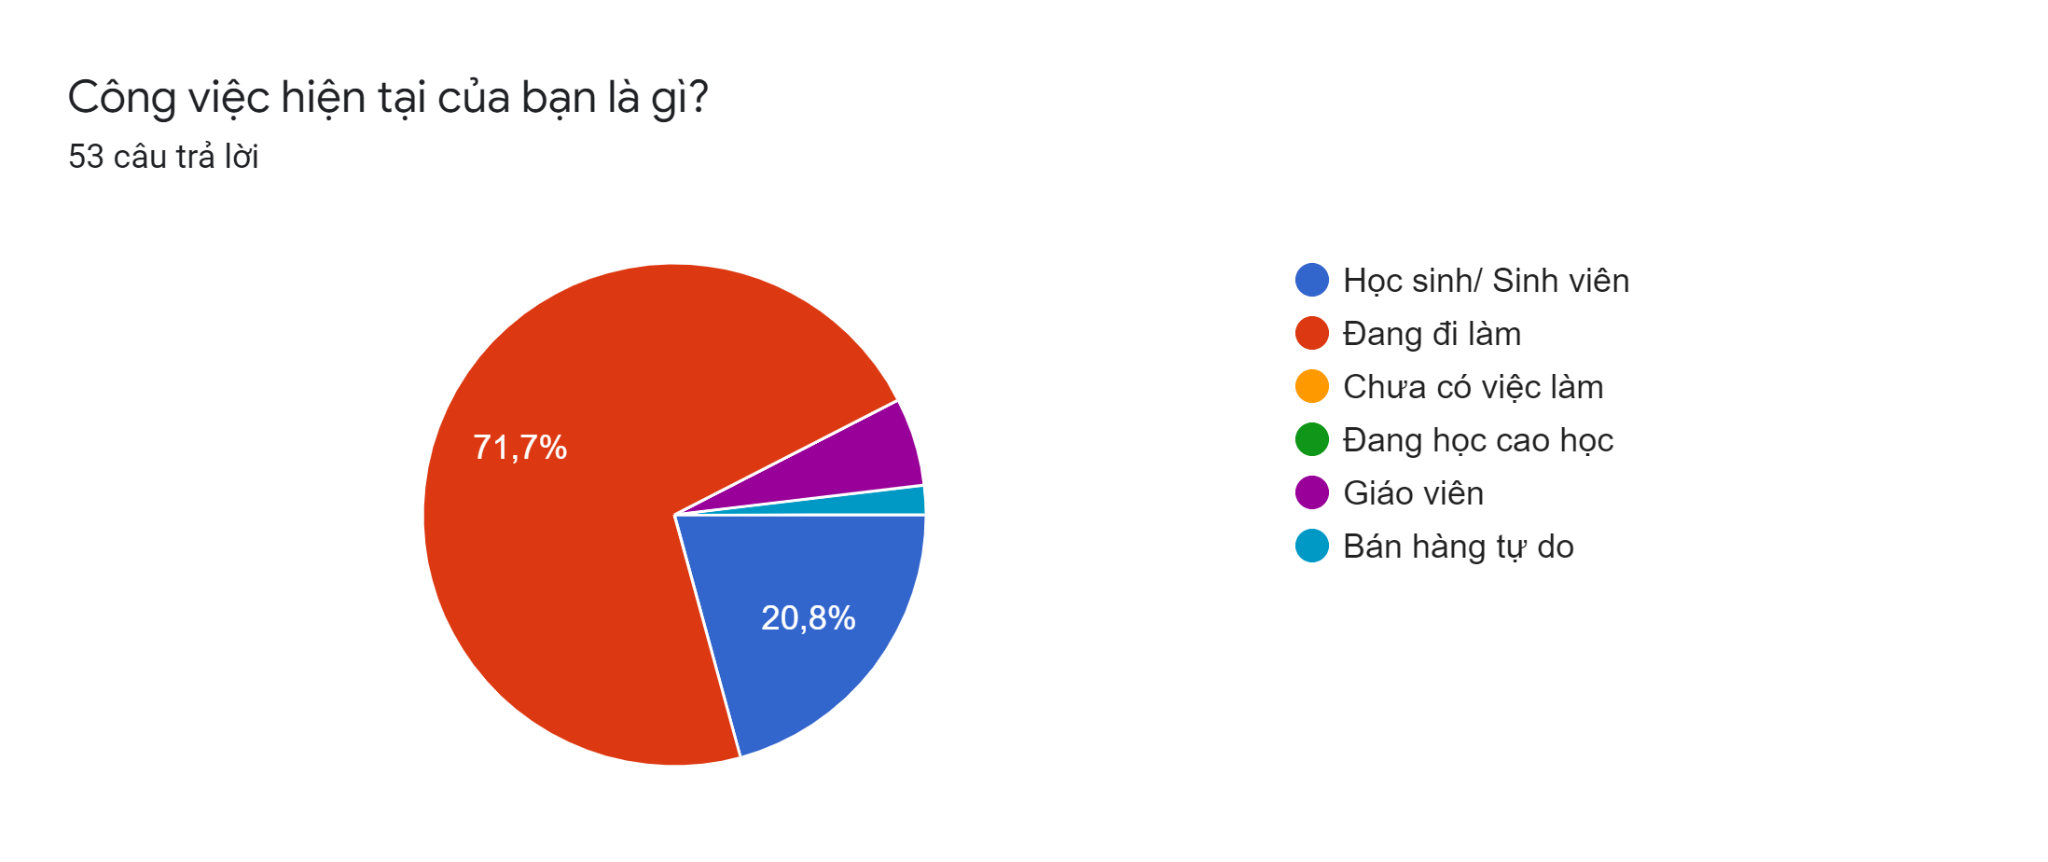 Công việc hiện tại của bạn là gì?
53 câu trả lời
71,7%
20,8%
Học sinh/ Sinh viên
Đang đi làm
Chưa có việc làm
Đang học cao học
Giáo viên
Bán hàng tự do